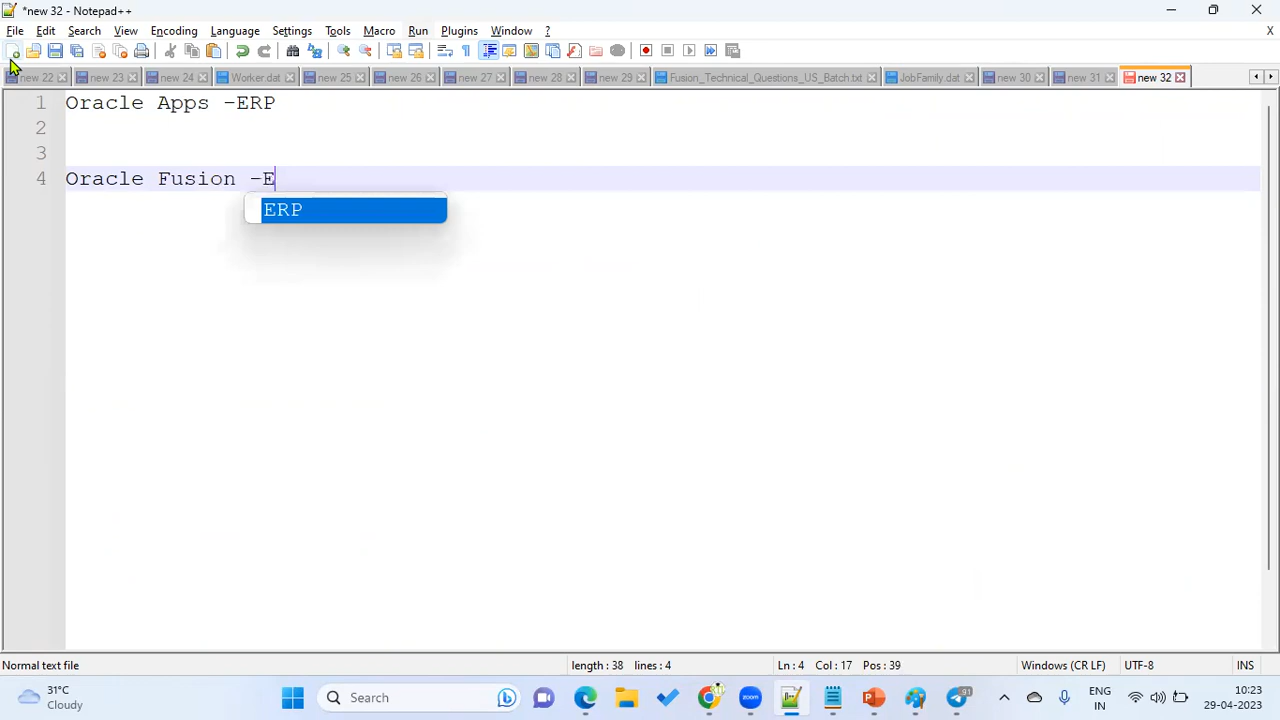 *new 32 - Notepad++
File Edit Search View Encoding Language Settings Tools Macro Run Plugins Window ? X
new 22 new 23 new 24 Worker.dat new 25 new 26 new 27 new 28 new 29 Fusion_Technical_Questions_US_Batch.txt JobFamily.dat new 30 new 31 new 32
1 Oracle Apps -ERP
2
3
4 Oracle Fusion -E
ERP
Normal text file length : 38 lines : 4 Ln : 4 Col : 17 Pos : 39 Windows (CR LF) UTF-8 INS
31°C
Cloudy
Search
zoom
91
ENG
IN
10:23
29-04-2023